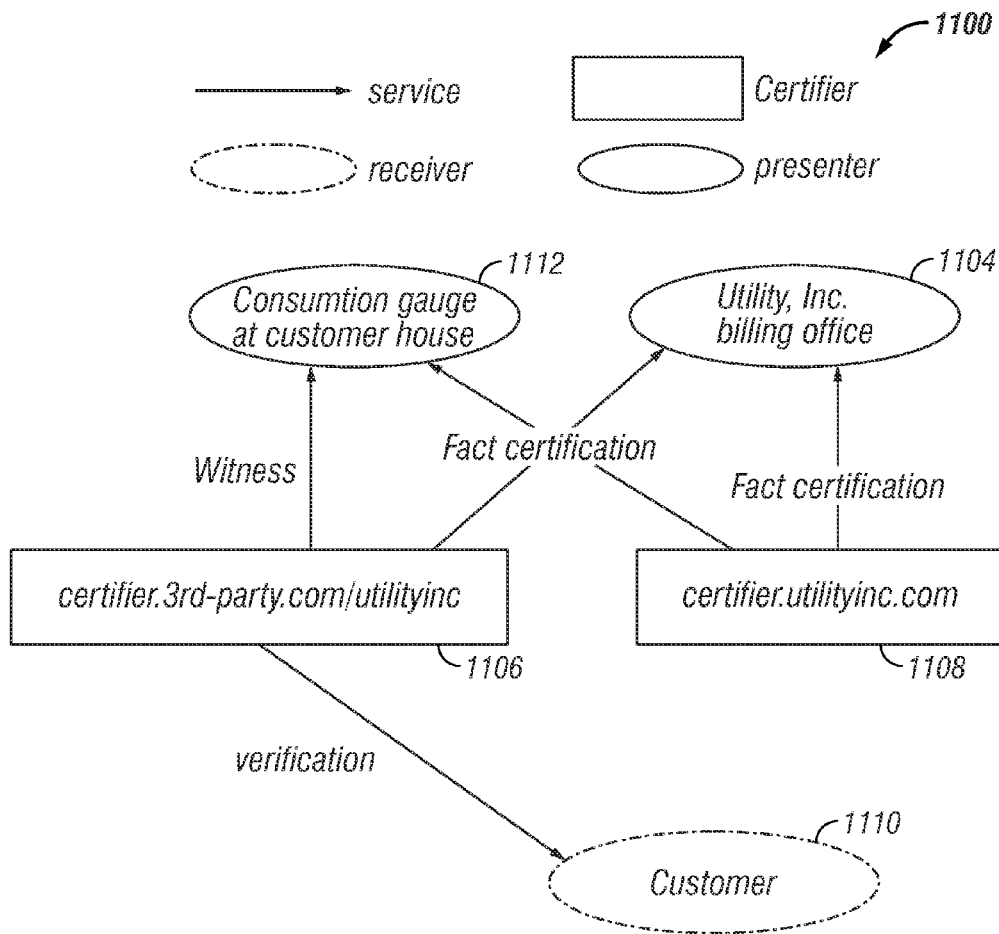 1100
service
Certifier
receiver
presenter
1112
1104
Consumtion gauge
at customer house
Utility, Inc.
billing office
Witness
Fact certification
Fact certification
certifier.3rd-party.com/utilityinc
certifier.utilityinc.com
1106
1108
verification
1110
Customer